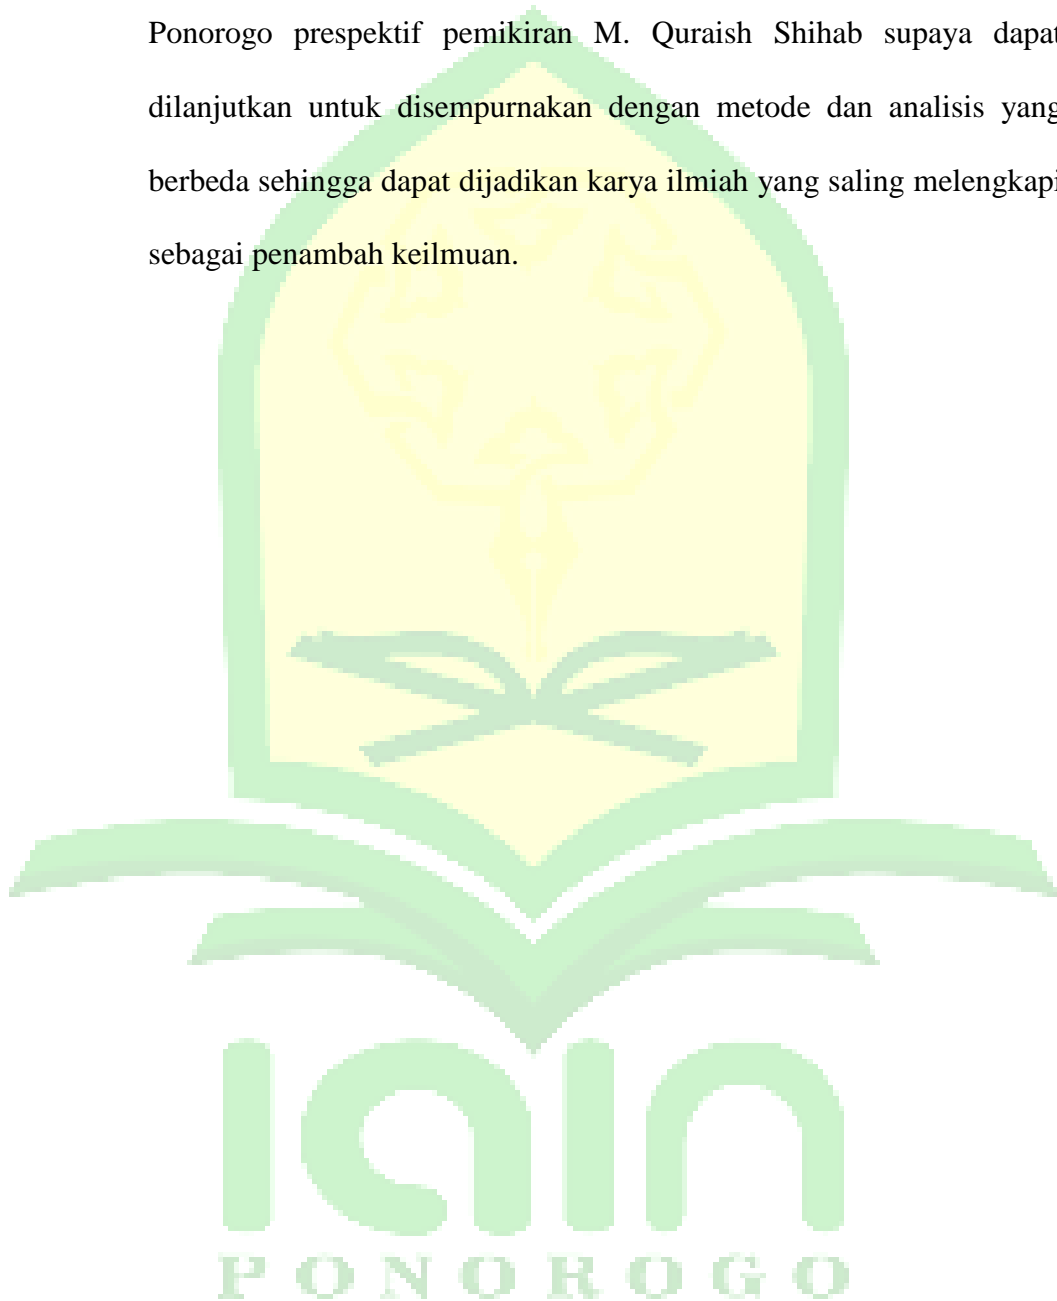 Ponorogo prespektif pemikiran M. Quraish Shihab supaya dapat
dilanjutkan untuk disempurnakan dengan metode dan analisis yang
berbeda sehingga dapat dijadikan karya ilmiah yang saling melengkapi
sebagai penambah keilmuan.
iain
PONOROGO